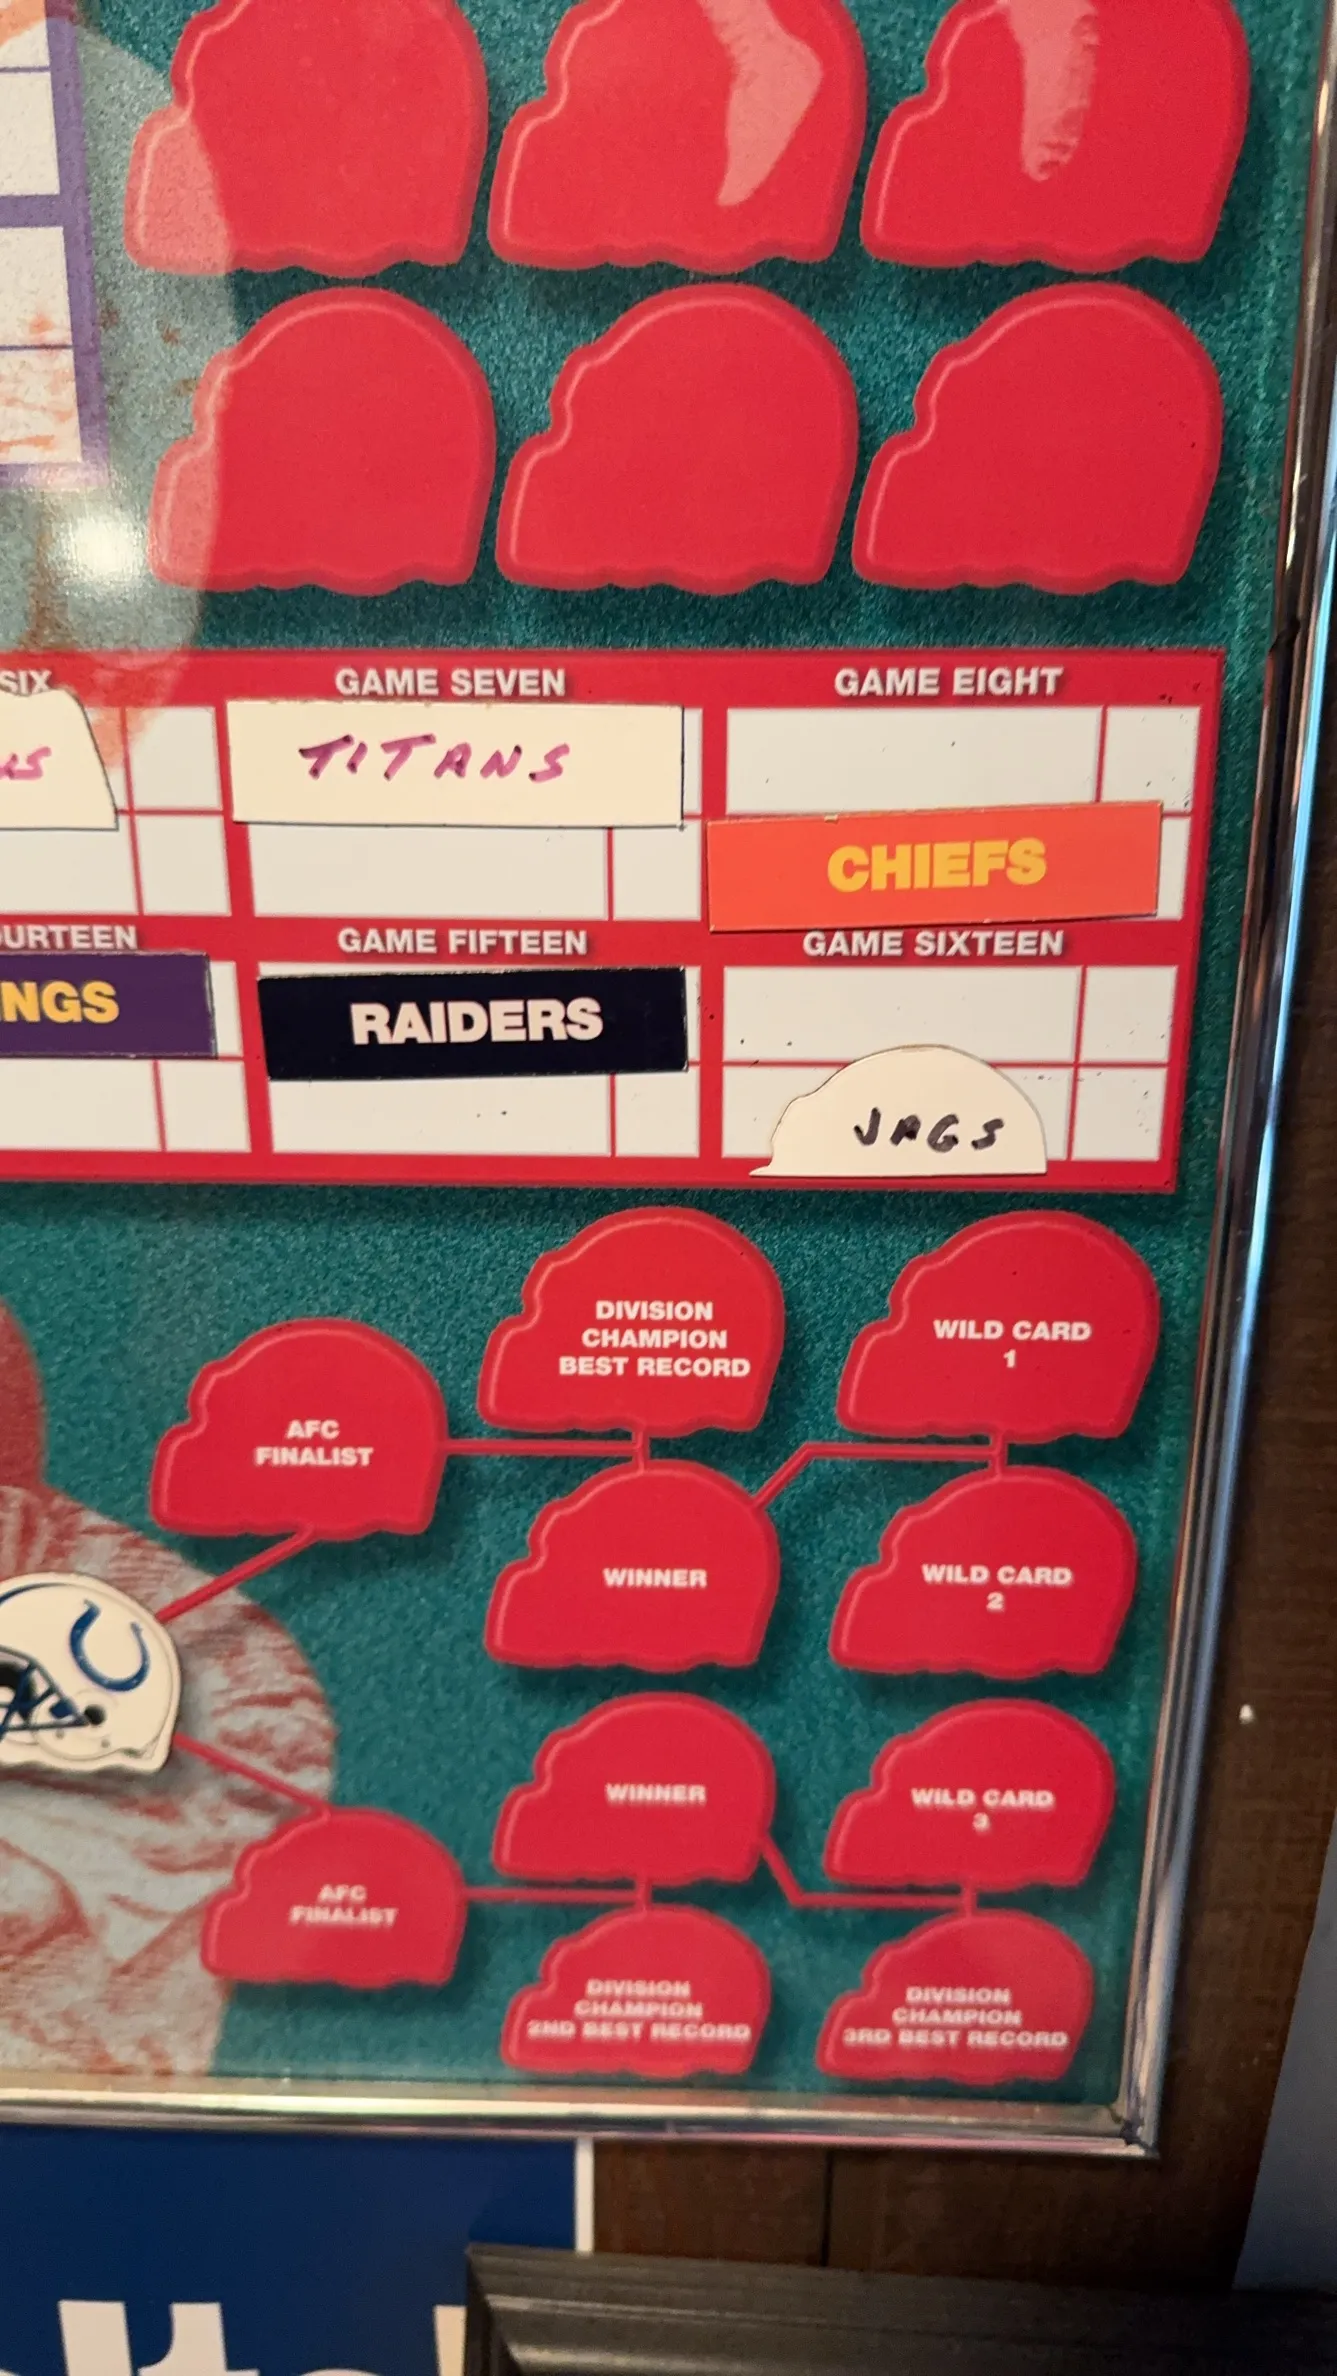 SIX
GAME SEVEN
GAME EIGHT
TITANS
CHIEFS
GAME FIFTEEN
GAME SIXTEEN
RAIDERS
JAGS
DIVISION
CHAMPION
BEST RECORD
WILD CARD
1
AFC
FINALIST
WINNER
WILD CARD
2
WINNER
WILD CARD
3
AFC
FINALIST
DIVISION
CHAMPION
2ND BEST RECORD
DIVISION
CHAMPION
3RD BEST RECORD